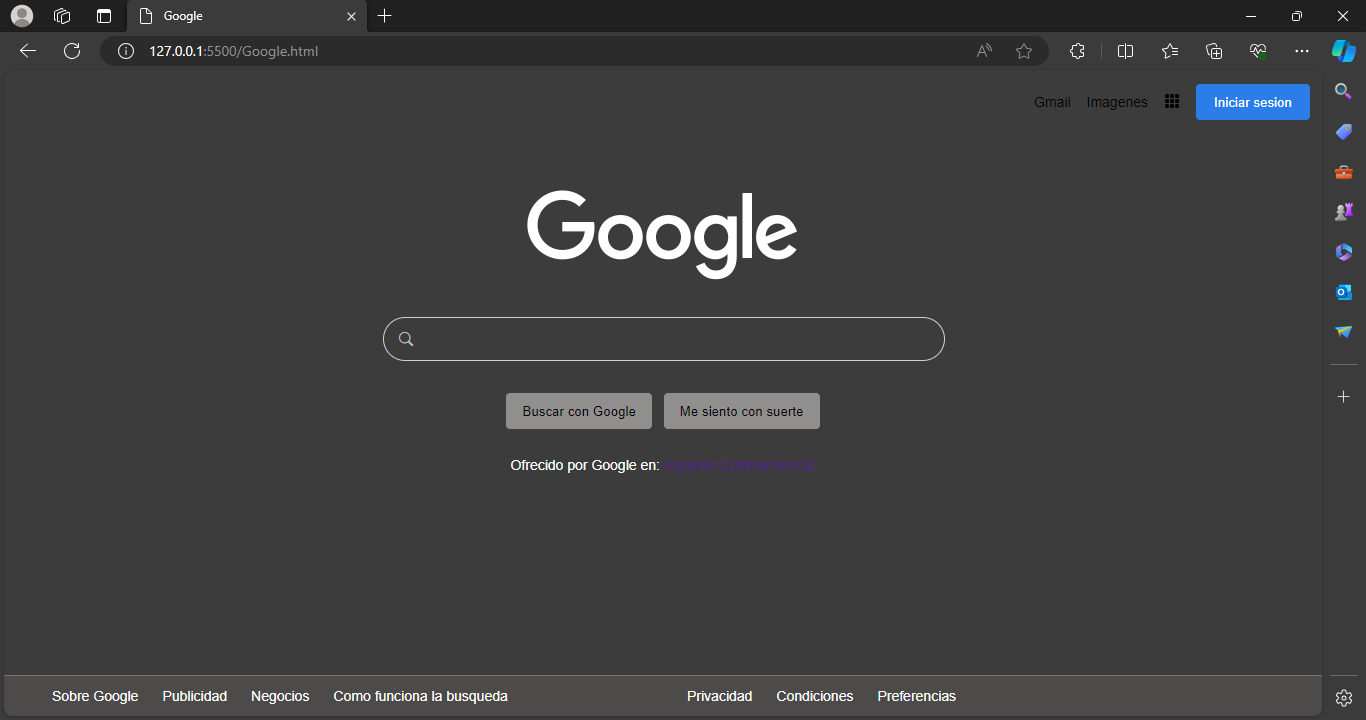 Google
127.0.0.1:5500/Google.html
Gmail Imagenes Iniciar sesion
Google
Buscar con Google Me siento con suerte
Ofrecido por Google en:
Sobre Google Publicidad Negocios Como funciona la busqueda Privacidad Condiciones Preferencias